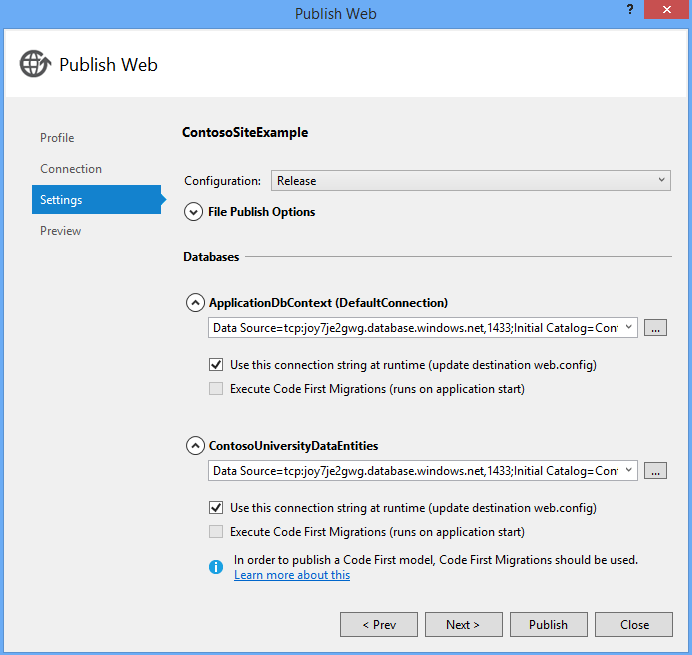 Publish Web
?
Publish Web
Profile
Connection
Settings
Preview
ContosoSiteExample
Configuration: Release
File Publish Options
Databases
ApplicationDbContext (DefaultConnection)
Data Source=tcp:joy7je2gwg.database.windows.net,1433;Initial Catalog=Con
...
Use this connection string at runtime (update destination web.config)
Execute Code First Migrations (runs on application start)
ContosoUniversityDataEntities
Data Source=tcp:joy7je2gwg.database.windows.net,1433;Initial Catalog=Con
...
Use this connection string at runtime (update destination web.config)
Execute Code First Migrations (runs on application start)
In order to publish a Code First model, Code First Migrations should be used.
Learn more about this
< Prev Next > Publish Close